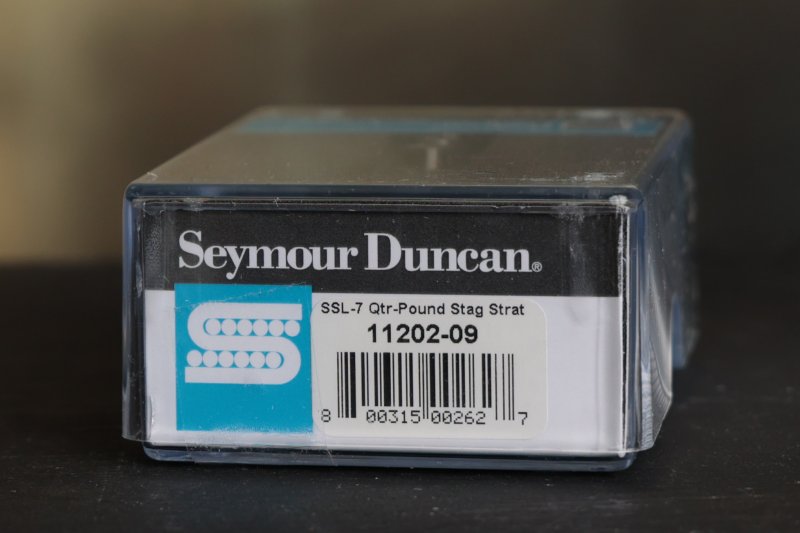 Seymour Duncan®
SSL-7 Qtr-Pound Stag Strat
11202-09
8 00315 00262 7